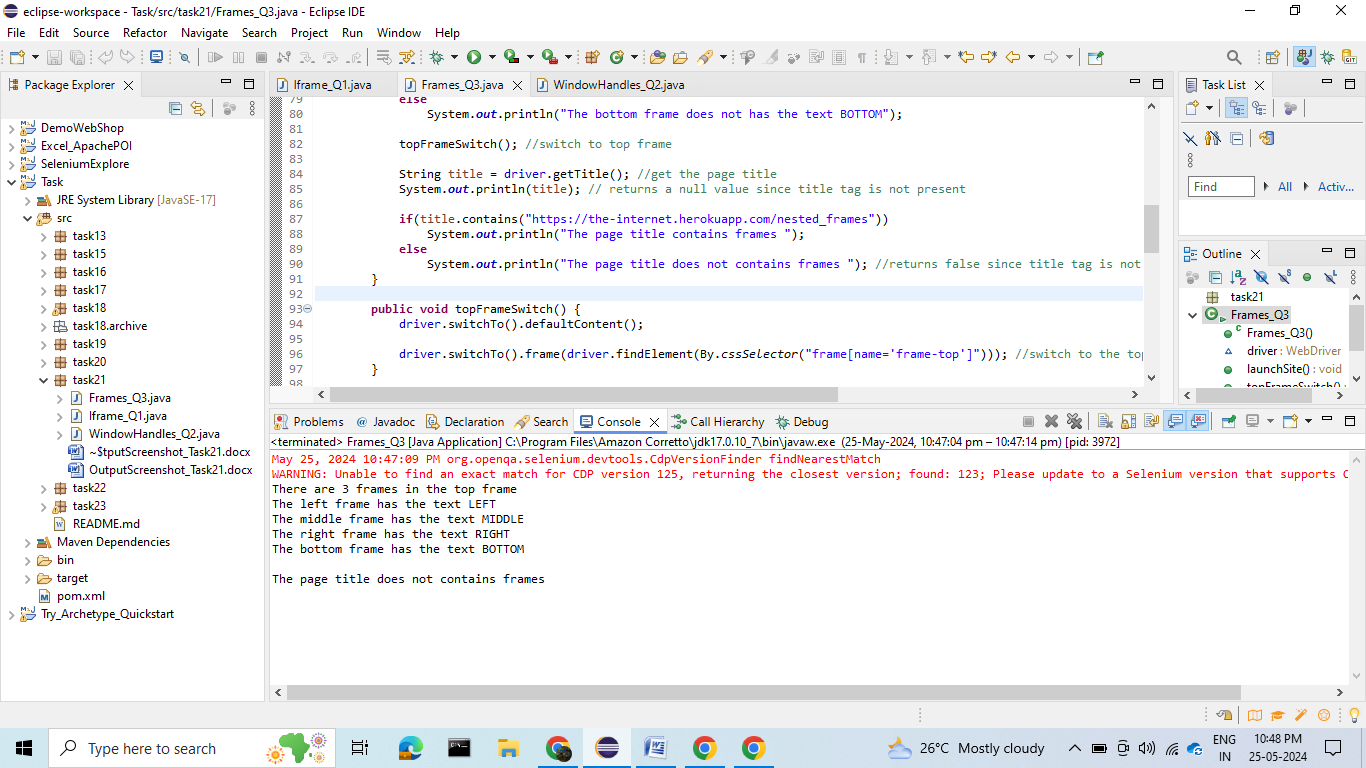 eclipse-workspace - Task/src/task21/Frames_Q3.java - Eclipse IDE
File Edit Source Refactor Navigate Search Project Run Window Help
Package Explorer
DemoWebShop
Excel_ApachePOI
SeleniumExplore
Task
JRE System Library [JavaSE-17]
src
task13
task15
task16
task17
task18
task18.archive
task19
task20
task21
Frames_Q3.java
Iframe_Q1.java
WindowHandles_Q2.java
~$tputScreenshot_Task21.docx
OutputScreenshot_Task21.docx
task22
task23
README.md
Maven Dependencies
bin
target
pom.xml
Try_Archetype_Quickstart
Iframe_Q1.java Frames_Q3.java WindowHandles_Q2.java
79 else
80 System.out.println("The bottom frame does not has the text BOTTOM");
81
82 topFrameSwitch(); //switch to top frame
83
84 String title = driver.getTitle(); //get the page title
85 System.out.println(title); // returns a null value since title tag is not present
86
87 if(title.contains("https://the-internet.herokuapp.com/nested_frames"))
88 System.out.println("The page title contains frames ");
89 else
90 System.out.println("The page title does not contains frames "); //returns false since title tag is not
91 }
92
93 public void topFrameSwitch() {
94 driver.switchTo().defaultContent();
95
96 driver.switchTo().frame(driver.findElement(By.cssSelector("frame[name='frame-top']"))); //switch to the top
97 }
98
Task List
Find All Activ...
Outline
task21
Frames_Q3
Frames_Q3()
driver : WebDriver
launchSite() : void
topFrameSwitch() :
Problems Javadoc Declaration Search Console Call Hierarchy Debug
<terminated> Frames_Q3 [Java Application] C:\Program Files\Amazon Corretto\jdk17.0.10_7\bin\javaw.exe (25-May-2024, 10:47:04 pm – 10:47:14 pm) [pid: 3972]
May 25, 2024 10:47:09 PM org.openqa.selenium.devtools.CdpVersionFinder findNearestMatch
WARNING: Unable to find an exact match for CDP version 125, returning the closest version; found: 123; Please update to a Selenium version that supports C
There are 3 frames in the top frame
The left frame has the text LEFT
The middle frame has the text MIDDLE
The right frame has the text RIGHT
The bottom frame has the text BOTTOM
The page title does not contains frames
Type here to search
26°C Mostly cloudy
ENG
IN
10:48 PM
25-05-2024